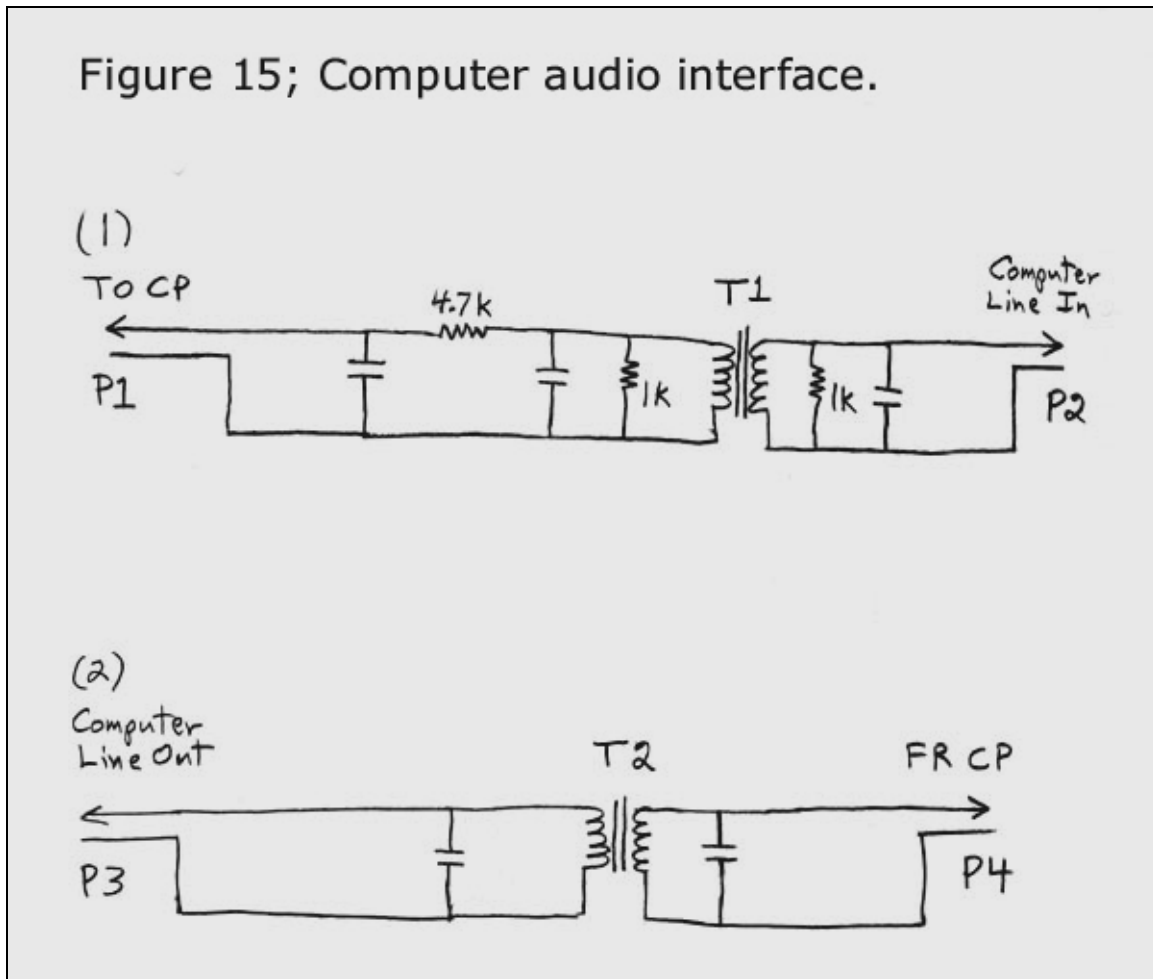 Figure 15; Computer audio interface.
(1)
TO CP
4.7k
T1
Computer
Line In
P1
1k
1k
P2
(2)
Computer
Line Out
T2
FR CP
P3
P4